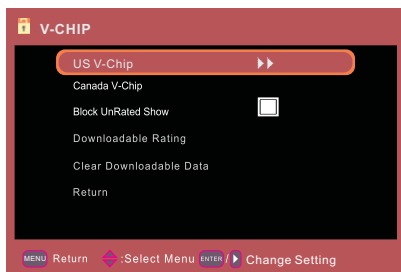 V-CHIP
US V-Chip
Canada V-Chip
Block UnRated Show
Downloadable Rating
Clear Downloadable Data
Return
MENU Return :Select Menu ENTER / Change Setting